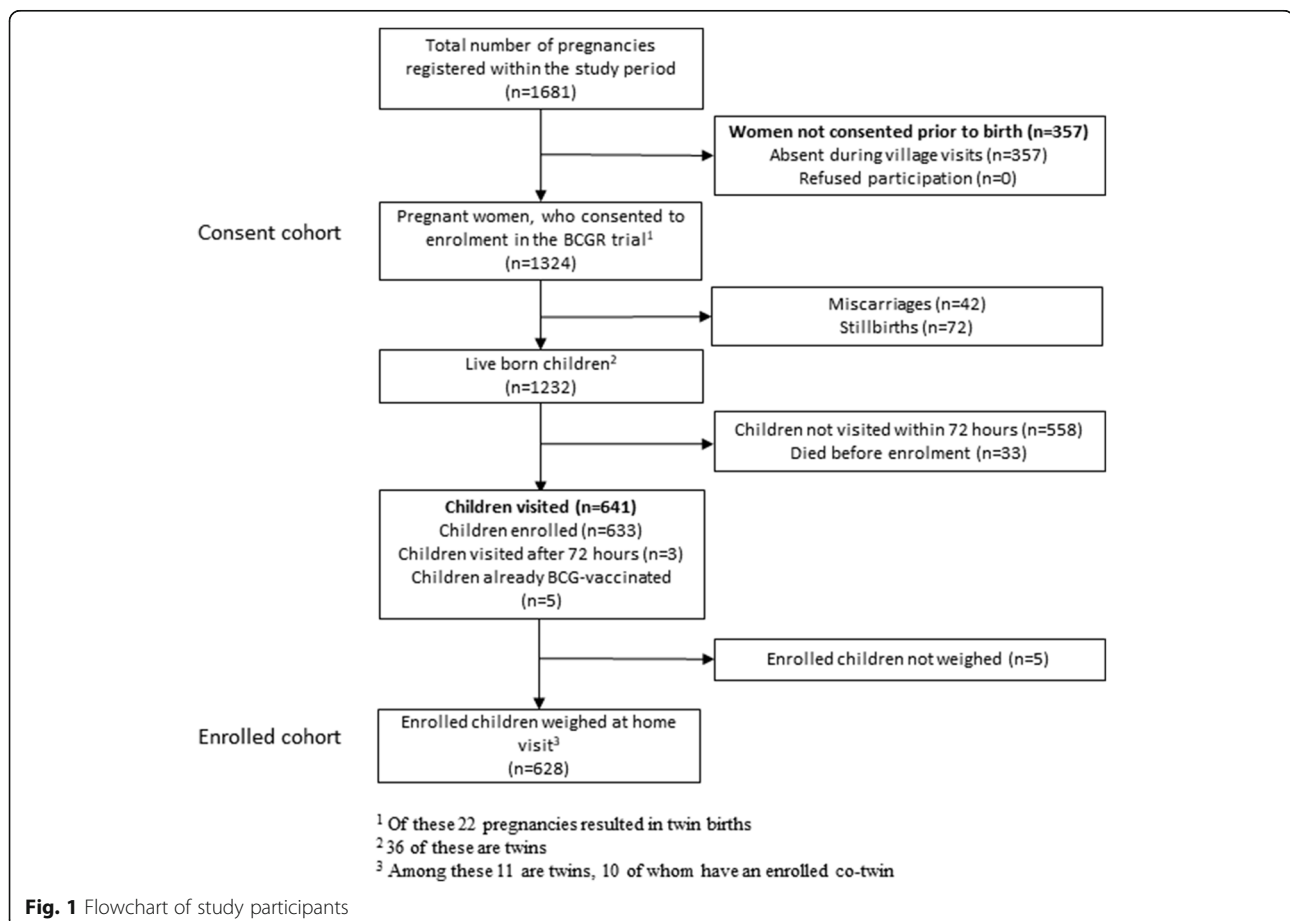 Total number of pregnancies
registered within the study period
(n=1681)
Women not consented prior to birth (n=357)
Absent during village visits (n=357)
Refused participation (n=0)
Consent cohort
Pregnant women, who consented to
enrolment in the BCGR trial¹
(n=1324)
Miscarriages (n=42)
Stillbirths (n=72)
Live born children²
(n=1232)
Children not visited within 72 hours (n=558)
Died before enrolment (n=33)
Children visited (n=641)
Children enrolled (n=633)
Children visited after 72 hours (n=3)
Children already BCG-vaccinated
(n=5)
Enrolled children not weighed (n=5)
Enrolled cohort
Enrolled children weighed at home
visit³
(n=628)
¹ Of these 22 pregnancies resulted in twin births
² 36 of these are twins
³ Among these 11 are twins, 10 of whom have an enrolled co-twin
Fig. 1 Flowchart of study participants